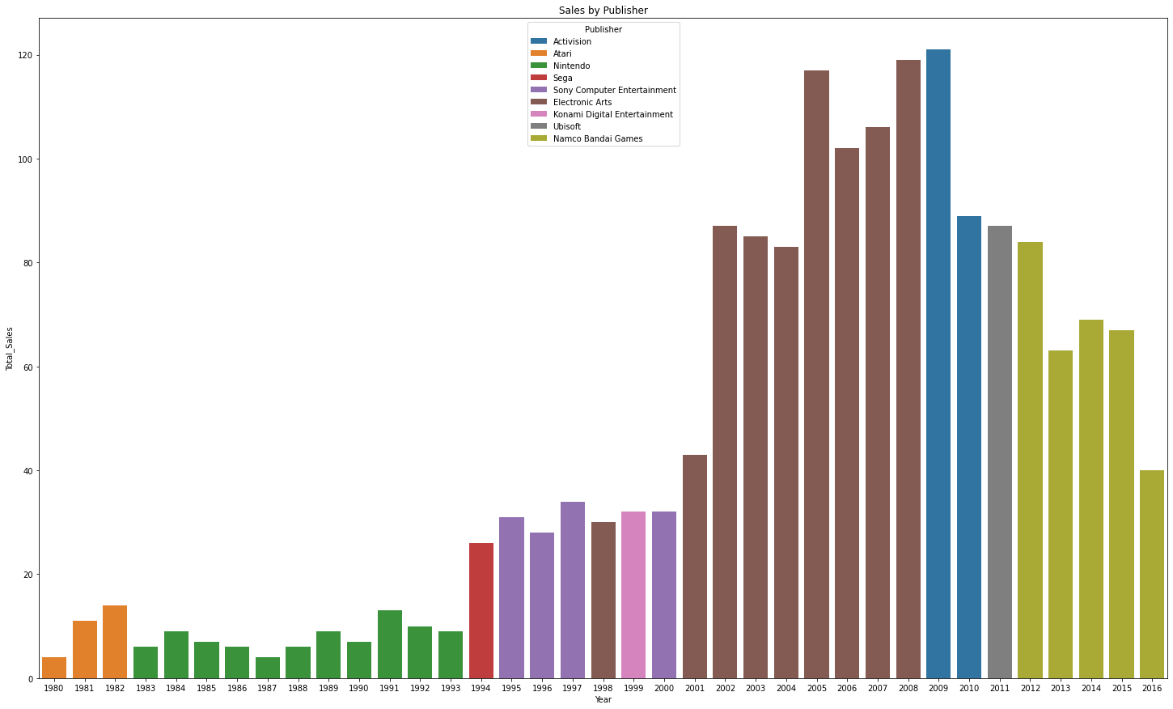 Sales by Publisher
Publisher
Activision
Atari
Nintendo
Sega
Sony Computer Entertainment
Electronic Arts
Konami Digital Entertainment
Ubisoft
Namco Bandai Games
120
100
80
60
40
20
0
Total_Sales
1980 1981 1982 1983 1984 1985 1986 1987 1988 1989 1990 1991 1992 1993 1994 1995 1996 1997 1998 1999 2000 2001 2002 2003 2004 2005 2006 2007 2008 2009 2010 2011 2012 2013 2014 2015 2016
Year